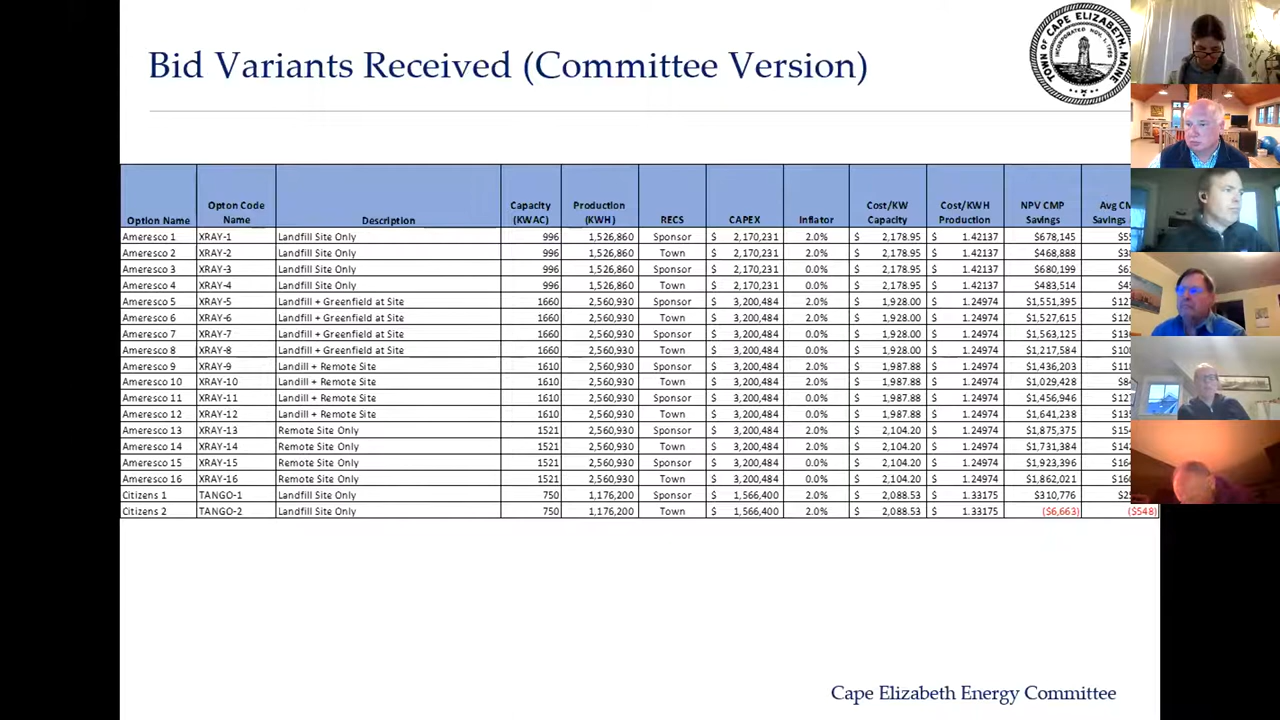 Bid Variants Received (Committee Version)
TOWN OF CAPE ELIZABETH, MAINE
INCORPORATED NOV. 1, 1765
Option Name Opton Code Name Description Capacity (KWAC) Production (KWH) RECS CAPEX Inflator Cost/KW Capacity Cost/KWH Production NPV CMP Savings Savings
Ameresco 1 XRAY-1 Landfill Site Only 996 1,526,860 Sponsor $ 2,170,231 2.0% $ 2,178.95 $ 1.42137 $678,145
Ameresco 2 XRAY-2 Landfill Site Only 996 1,526,860 Town $ 2,170,231 2.0% $ 2,178.95 $ 1.42137 $468,888
Ameresco 3 XRAY-3 Landfill Site Only 996 1,526,860 Sponsor $ 2,170,231 0.0% $ 2,178.95 $ 1.42137 $680,199
Ameresco 4 XRAY-4 Landfill Site Only 996 1,526,860 Town $ 2,170,231 0.0% $ 2,178.95 $ 1.42137 $483,514
Ameresco 5 XRAY-5 Landfill + Greenfield at Site 1660 2,560,930 Sponsor $ 3,200,484 2.0% $ 1,928.00 $ 1.24974 $1,551,395
Ameresco 6 XRAY-6 Landfill + Greenfield at Site 1660 2,560,930 Town $ 3,200,484 2.0% $ 1,928.00 $ 1.24974 $1,527,615
Ameresco 7 XRAY-7 Landfill + Greenfield at Site 1660 2,560,930 Sponsor $ 3,200,484 0.0% $ 1,928.00 $ 1.24974 $1,563,125
Ameresco 8 XRAY-8 Landfill + Greenfield at Site 1660 2,560,930 Town $ 3,200,484 0.0% $ 1,928.00 $ 1.24974 $1,217,584
Ameresco 9 XRAY-9 Landill + Remote Site 1610 2,560,930 Sponsor $ 3,200,484 0.0% $ 1,987.88 $ 1.24974 $1,436,203
Ameresco 10 XRAY-10 Landill + Remote Site 1610 2,560,930 Town $ 3,200,484 2.0% $ 1,987.88 $ 1.24974 $1,029,428
Ameresco 11 XRAY-11 Landill + Remote Site 1610 2,560,930 Sponsor $ 3,200,484 0.0% $ 1,987.88 $ 1.24974 $1,456,946
Ameresco 12 XRAY-12 Landill + Remote Site 1610 2,560,930 Town $ 3,200,484 0.0% $ 1,987.88 $ 1.24974 $1,641,238
Ameresco 13 XRAY-13 Remote Site Only 1521 2,560,930 Sponsor $ 3,200,484 2.0% $ 2,104.20 $ 1.24974 $1,875,375
Ameresco 14 XRAY-14 Remote Site Only 1521 2,560,930 Town $ 3,200,484 2.0% $ 2,104.20 $ 1.24974 $1,731,384
Ameresco 15 XRAY-15 Remote Site Only 1521 2,560,930 Sponsor $ 3,200,484 0.0% $ 2,104.20 $ 1.24974 $1,923,396
Ameresco 16 XRAY-16 Remote Site Only 1521 2,560,930 Town $ 3,200,484 0.0% $ 2,104.20 $ 1.24974 $1,862,021
Citizens 1 TANGO-1 Landfill Site Only 750 1,176,200 Sponsor $ 1,566,400 2.0% $ 2,088.53 $ 1.33175 $310,776
Citizens 2 TANGO-2 Landfill Site Only 750 1,176,200 Town $ 1,566,400 2.0% $ 2,088.53 $ 1.33175 ($6,663) ($548)
Cape Elizabeth Energy Committee